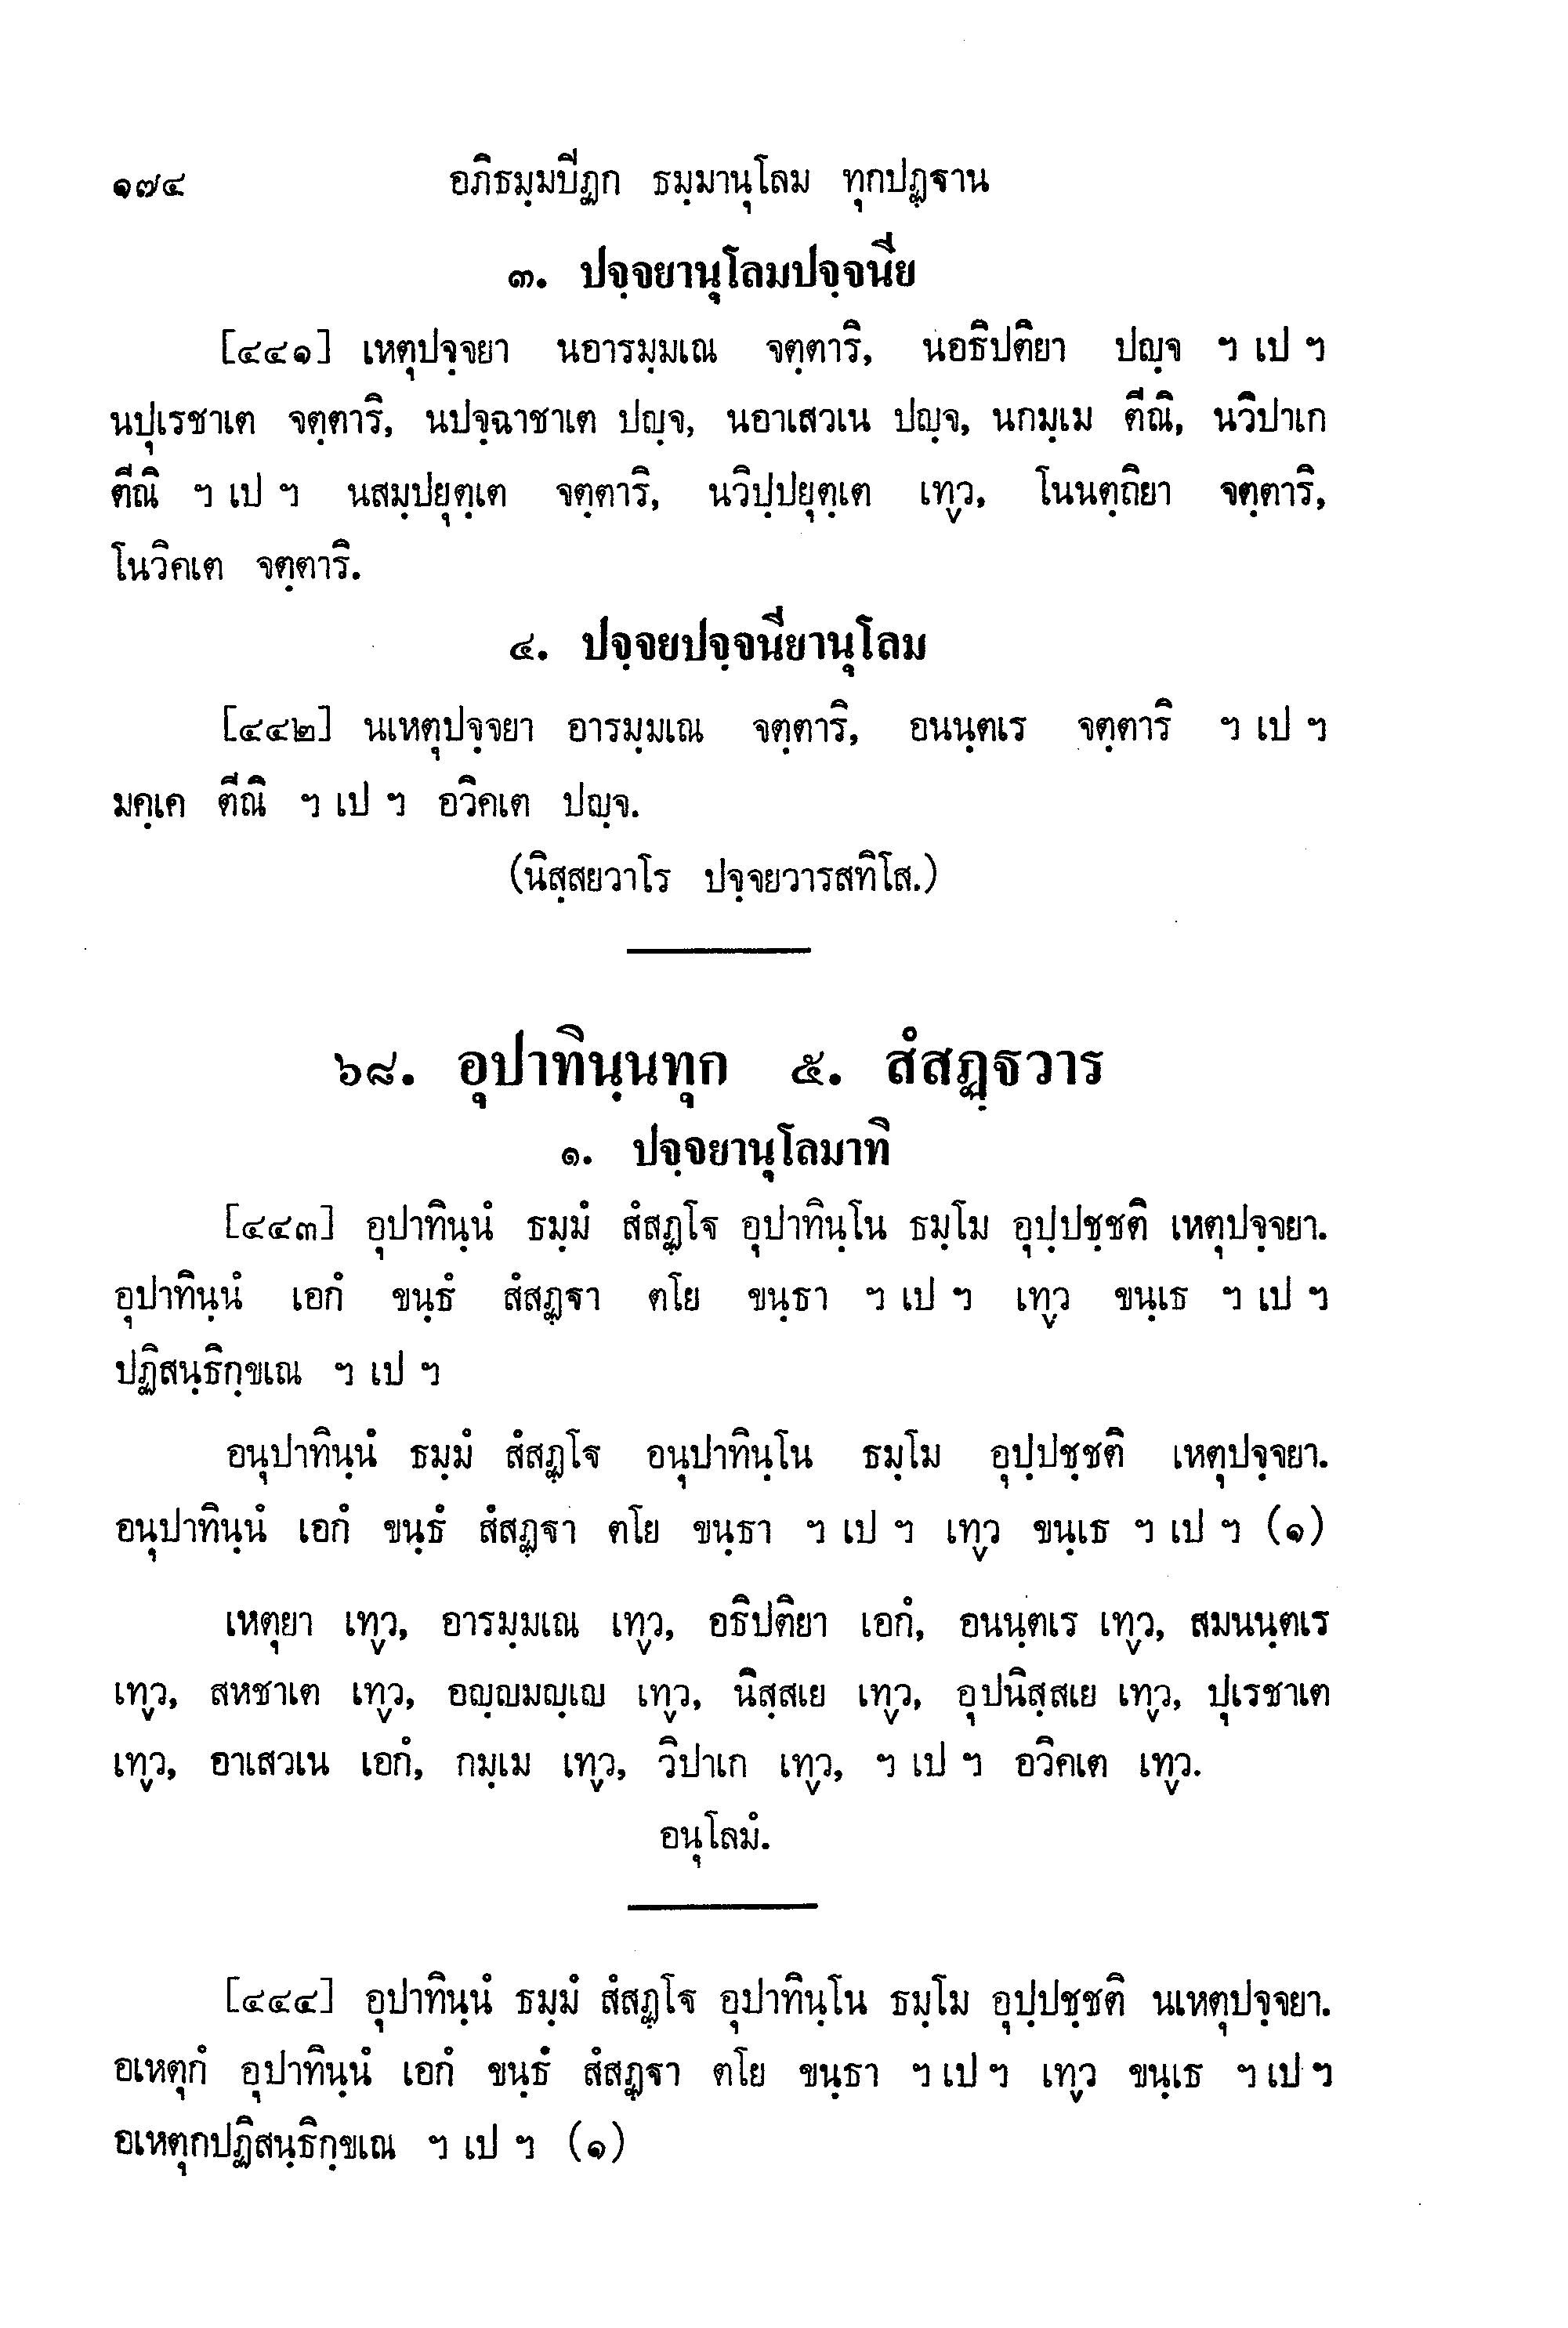 ๑๗๔ อภิธมฺมปีฏก ธมฺมานุโลม ทุกปฏฺฐาน
๓. ปจฺจยานุโลมปจฺจนีย
[๔๔๑] เหตุปจฺจยา นอารมฺมเณ จตฺตาริ, นอธิปติยา ปญฺจ ฯ เป ฯ
นปุเรชาเต จตฺตาริ, นปจฺฉาชาเต ปญฺจ, นอาเสวเน ปญฺจ, นกมฺเม ตีณิ, นวิปาเก
ตีณิ ฯ เป ฯ นสมฺปยุตฺเต จตฺตาริ, นวิปฺปยุตฺเต เทฺว, โนนตฺถิยา จตฺตาริ,
โนวิคเต จตฺตาริ.
๔. ปจฺจยปจฺจนียานุโลม
[๔๔๒] นเหตุปจฺจยา อารมฺมเณ จตฺตาริ, อนนฺตเร จตฺตาริ ฯ เป ฯ
มคฺเค ตีณิ ฯ เป ฯ อวิคเต ปญฺจ.
(นิสฺสยวาโร ปจฺจยวารสทิโส.)
๖๘. อุปาทินฺนทุก ๕. สํสฏฺฐวาร
๑. ปจฺจยานุโลมาทิ
[๔๔๓] อุปาทินฺนํ ธมฺมํ สํสฏฺโฐ อุปาทินฺโน ธมฺโม อุปฺปชฺชติ เหตุปจฺจยา.
อุปาทินฺนํ เอกํ ขนฺธํ สํสฏฺฐา ตโย ขนฺธา ฯ เป ฯ เทฺว ขนฺเธ ฯ เป ฯ
ปฏิสนฺธิกฺขเณ ฯ เป ฯ
อนุปาทินฺนํ ธมฺมํ สํสฏฺโฐ อนุปาทินฺโน ธมฺโม อุปฺปชฺชติ เหตุปจฺจยา.
อนุปาทินฺนํ เอกํ ขนฺธํ สํสฏฺฐา ตโย ขนฺธา ฯ เป ฯ เทฺว ขนฺเธ ฯ เป ฯ (๑)
เหตุยา เทฺว, อารมฺมเณ เทฺว, อธิปติยา เอกํ, อนนฺตเร เทฺว, สมนนฺตเร
เทฺว, สหชาเต เทฺว, อญฺญมญฺเญ เทฺว, นิสฺสเย เทฺว, อุปนิสฺสเย เทฺว, ปุเรชาเต
เทฺว, อาเสวเน เอกํ, กมฺเม เทฺว, วิปาเก เทฺว, ฯ เป ฯ อวิคเต เทฺว.
อนุโลมํ.
[๔๔๔] อุปาทินฺนํ ธมฺมํ สํสฏฺโฐ อุปาทินฺโน ธมฺโม อุปฺปชฺชติ นเหตุปจฺจยา.
อเหตุกํ อุปาทินฺนํ เอกํ ขนฺธํ สํสฏฺฐา ตโย ขนฺธา ฯ เป ฯ เทฺว ขนฺเธ ฯ เป ฯ
อเหตุกปฏิสนฺธิกฺขเณ ฯ เป ฯ (๑)